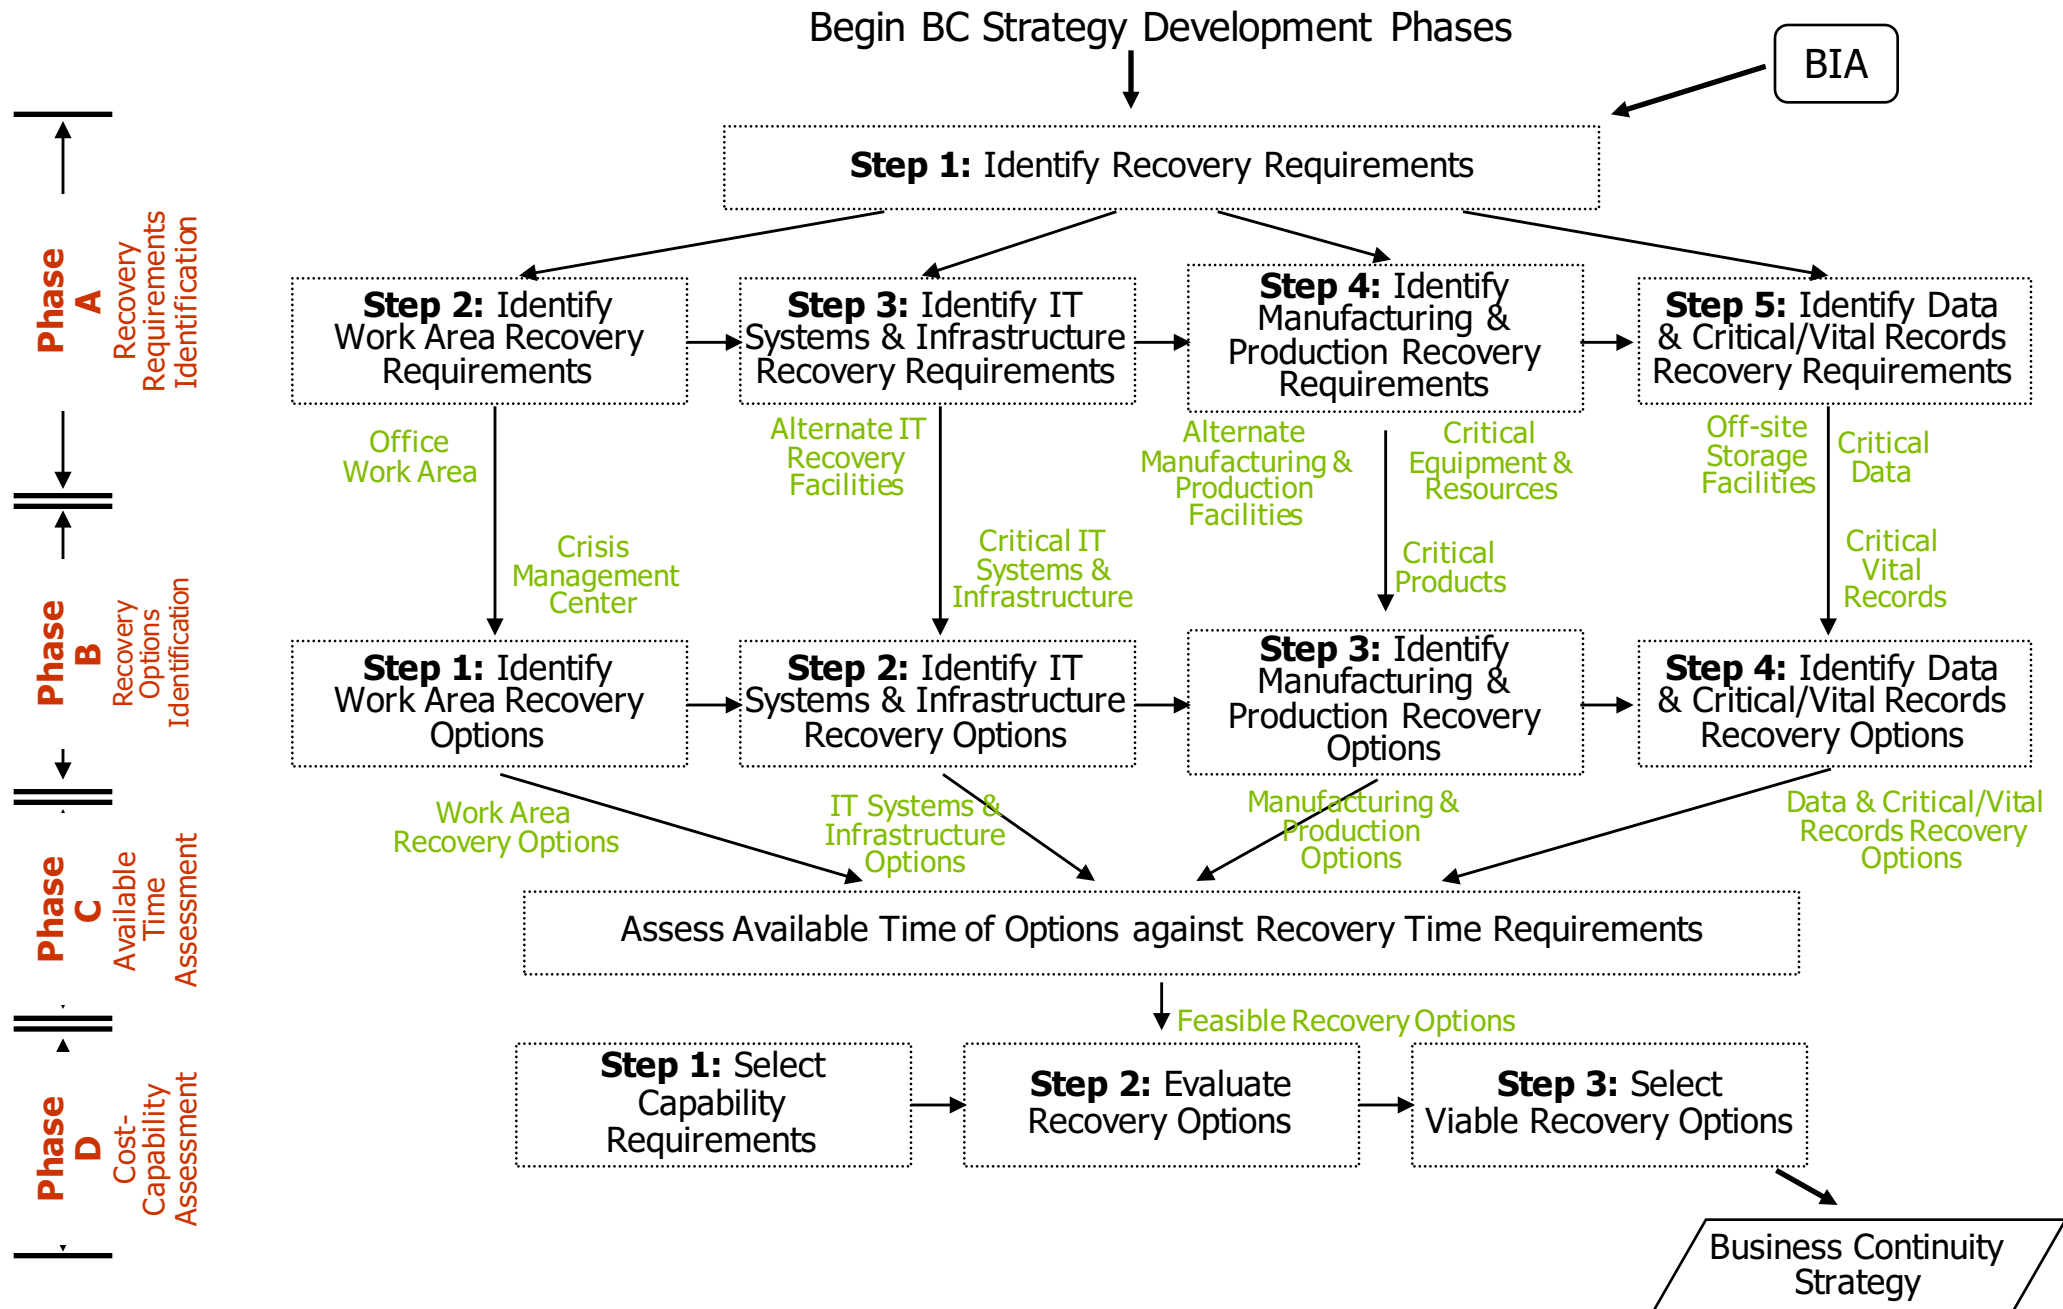 Begin BC Strategy Development Phases
BIA
Step 1: Identify Recovery Requirements
Phase
A
Recovery
Requirements
Identification
Step 2: Identify
Work Area Recovery
Requirements
Step 3: Identify IT
Systems & Infrastructure
Recovery Requirements
Step 4: Identify
Manufacturing &
Production Recovery
Requirements
Step 5: Identify Data
& Critical/Vital Records
Recovery Requirements
Office
Work Area
Crisis
Management
Center
Alternate IT
Recovery
Facilities
Critical IT
Systems &
Infrastructure
Alternate
Manufacturing &
Production
Facilities
Critical
Equipment &
Resources
Critical
Products
Off-site
Storage
Facilities
Critical
Data
Critical
Vital
Records
Phase
B
Recovery
Options
Identification
Step 1: Identify
Work Area Recovery
Options
Step 2: Identify IT
Systems & Infrastructure
Recovery Options
Step 3: Identify
Manufacturing &
Production Recovery
Options
Step 4: Identify Data
& Critical/Vital Records
Recovery Options
Work Area
Recovery Options
IT Systems &
Infrastructure
Options
Manufacturing &
Production
Options
Data & Critical/Vital
Records Recovery
Options
Phase
C
Available
Time
Assessment
Assess Available Time of Options against Recovery Time Requirements
Feasible Recovery Options
Phase
D
Cost-
Capability
Assessment
Step 1: Select
Capability
Requirements
Step 2: Evaluate
Recovery Options
Step 3: Select
Viable Recovery Options
Business Continuity
Strategy